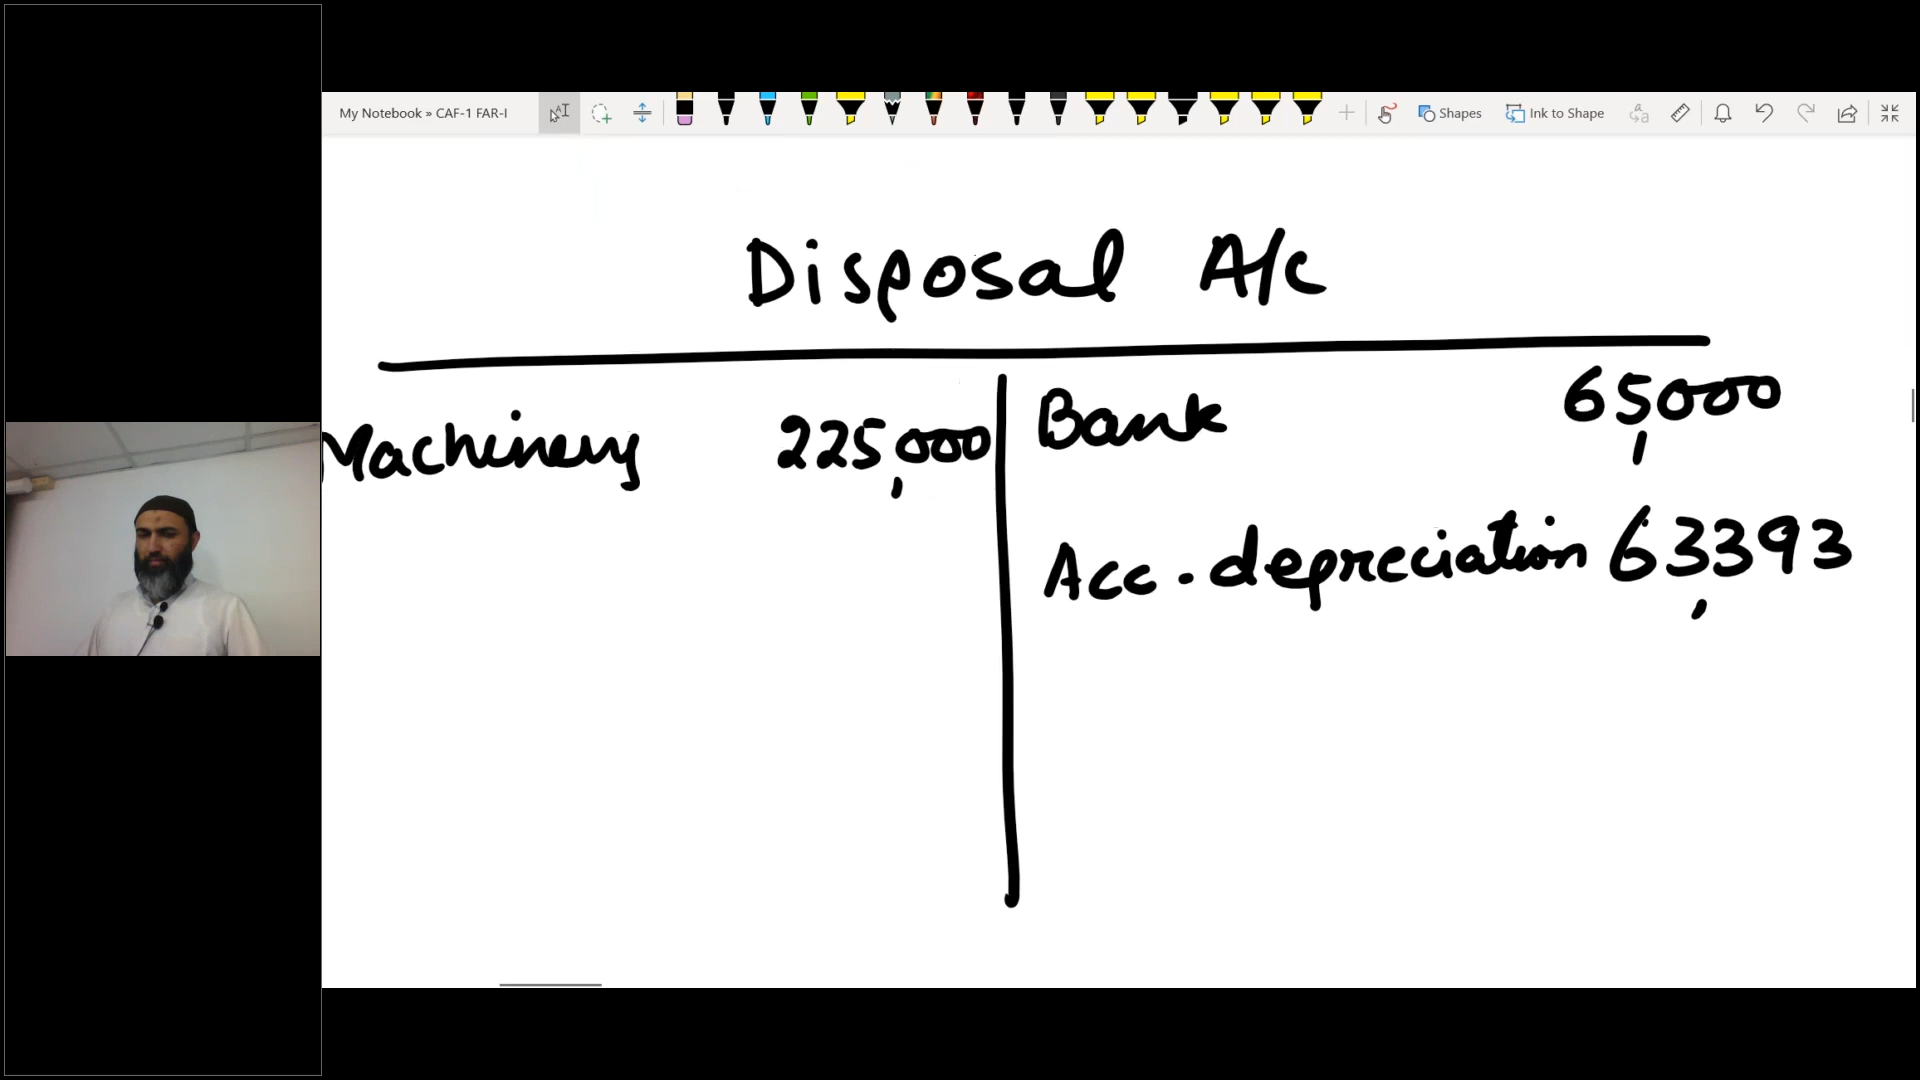 My Notebook » CAF-1 FAR-I
Shapes
Ink to Shape
Disposal A/c
Machinery 225,000
Bank 65,000
Acc. depreciation 63,393